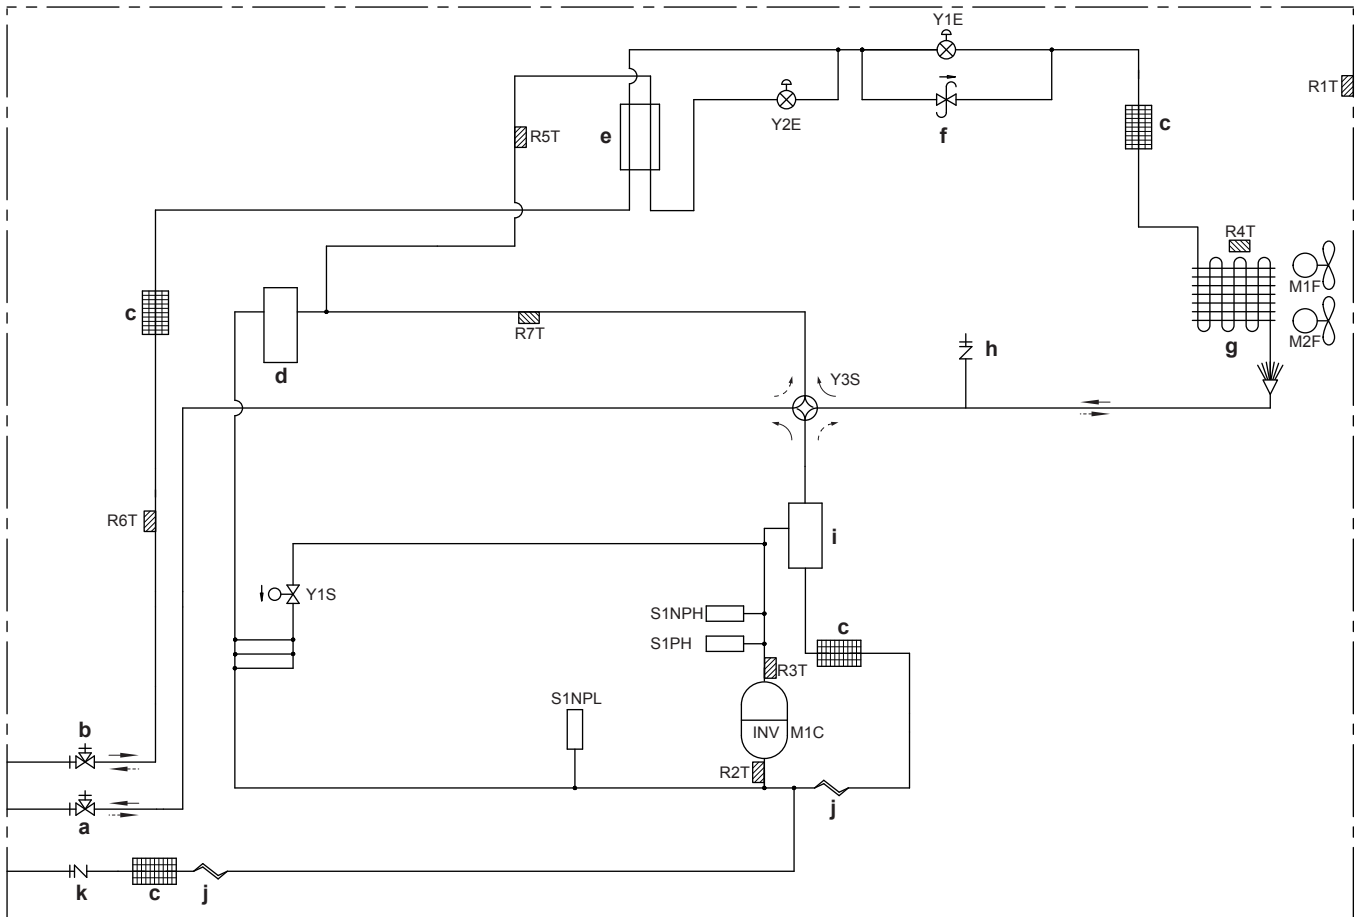 Y1E
R1T
c
f
Y2E
e
R5T
R4T
M1F
M2F
g
c
d
R7T
h
Y3S
R6T
i
Y1S
S1NPH
S1PH
c
R3T
S1NPL
INV
M1C
R2T
b
a
j
k
c
j